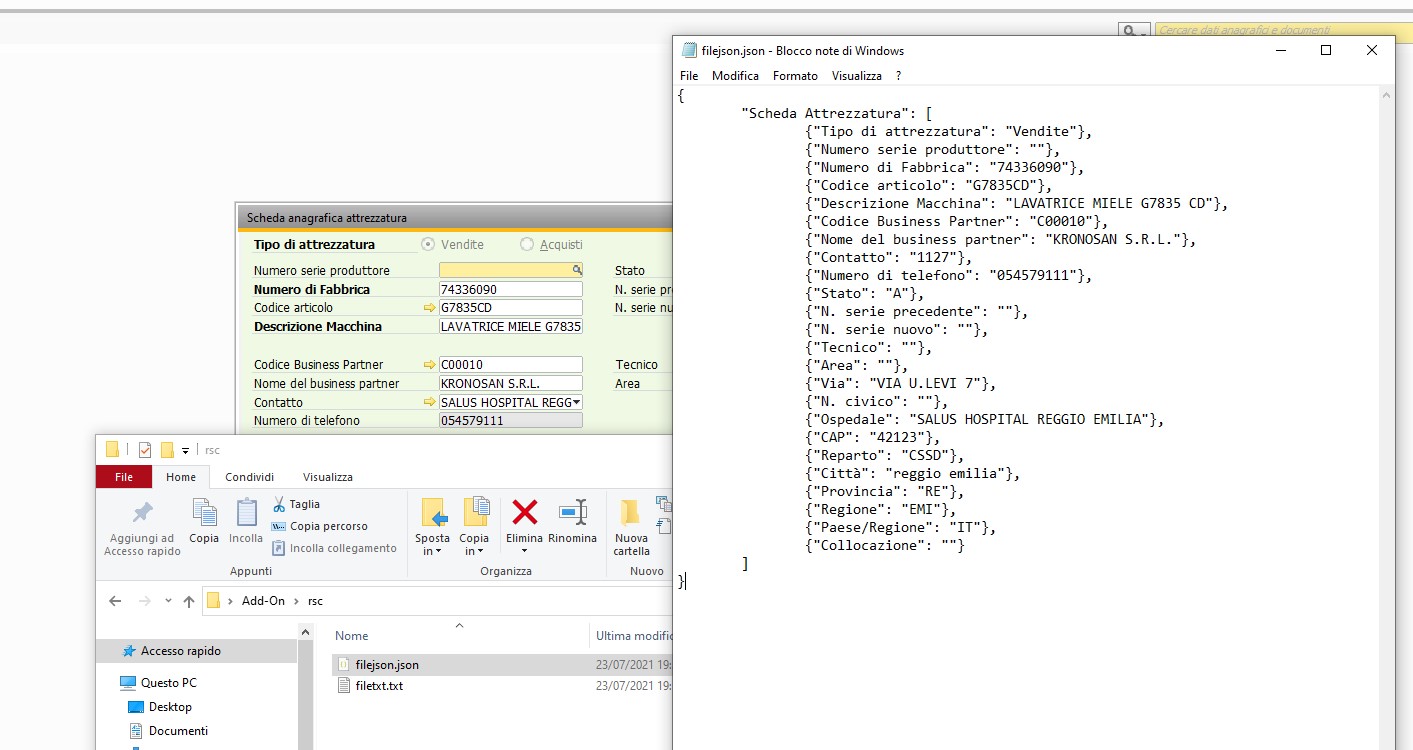 Cercare dati anagrafici e documenti
filejson.json - Blocco note di Windows
File Modifica Formato Visualizza ?
{
"Scheda Attrezzatura": [
{"Tipo di attrezzatura": "Vendite"},
{"Numero serie produttore": ""},
{"Numero di Fabbrica": "74336090"},
{"Codice articolo": "G7835CD"},
{"Descrizione Macchina": "LAVATRICE MIELE G7835 CD"},
{"Codice Business Partner": "C00010"},
{"Nome del business partner": "KRONOSAN S.R.L."},
{"Contatto": "1127"},
{"Numero di telefono": "054579111"},
{"Stato": "A"},
{"N. serie precedente": ""},
{"N. serie nuovo": ""},
{"Tecnico": ""},
{"Area": ""},
{"Via": "VIA U.LEVI 7"},
{"N. civico": ""},
{"Ospedale": "SALUS HOSPITAL REGGIO EMILIA"},
{"CAP": "42123"},
{"Reparto": "CSSD"},
{"Città": "reggio emilia"},
{"Provincia": "RE"},
{"Regione": "EMI"},
{"Paese/Regione": "IT"},
{"Collocazione": ""}
]
}
Scheda anagrafica attrezzatura
Tipo di attrezzatura Vendite Acquisti
Numero serie produttore Stato
Numero di Fabbrica 74336090 N. serie pr
Codice articolo G7835CD N. serie nu
Descrizione Macchina LAVATRICE MIELE G7835
Codice Business Partner C00010 Tecnico
Nome del business partner KRONOSAN S.R.L. Area
Contatto SALUS HOSPITAL REGG
Numero di telefono 054579111
rsc
File Home Condividi Visualizza
Aggiungi ad Accesso rapido
Copia
Incolla
Taglia
Copia percorso
Incolla collegamento
Appunti
Sposta in
Copia in
Elimina
Rinomina
Organizza
Nuova cartella
Nuovo
Add-On > rsc
Nome Ultima modific
Accesso rapido
Questo PC
Desktop
Documenti
filejson.json 23/07/2021 19:
filetxt.txt 23/07/2021 19: